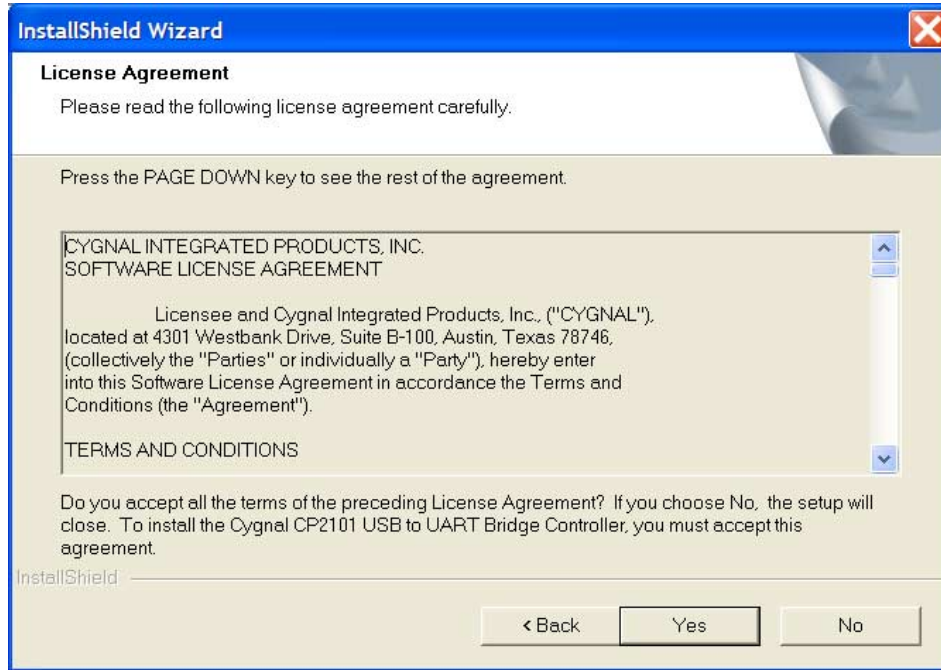 InstallShield Wizard
License Agreement
Please read the following license agreement carefully.
Press the PAGE DOWN key to see the rest of the agreement.
CYGNAL INTEGRATED PRODUCTS, INC.
SOFTWARE LICENSE AGREEMENT
Licensee and Cygnal Integrated Products, Inc., ("CYGNAL"),
located at 4301 Westbank Drive, Suite B-100, Austin, Texas 78746,
(collectively the "Parties" or individually a "Party"), hereby enter
into this Software License Agreement in accordance the Terms and
Conditions (the "Agreement").
TERMS AND CONDITIONS
Do you accept all the terms of the preceding License Agreement? If you choose No, the setup will
close. To install the Cygnal CP2101 USB to UART Bridge Controller, you must accept this
agreement.
InstallShield
< Back
Yes
No